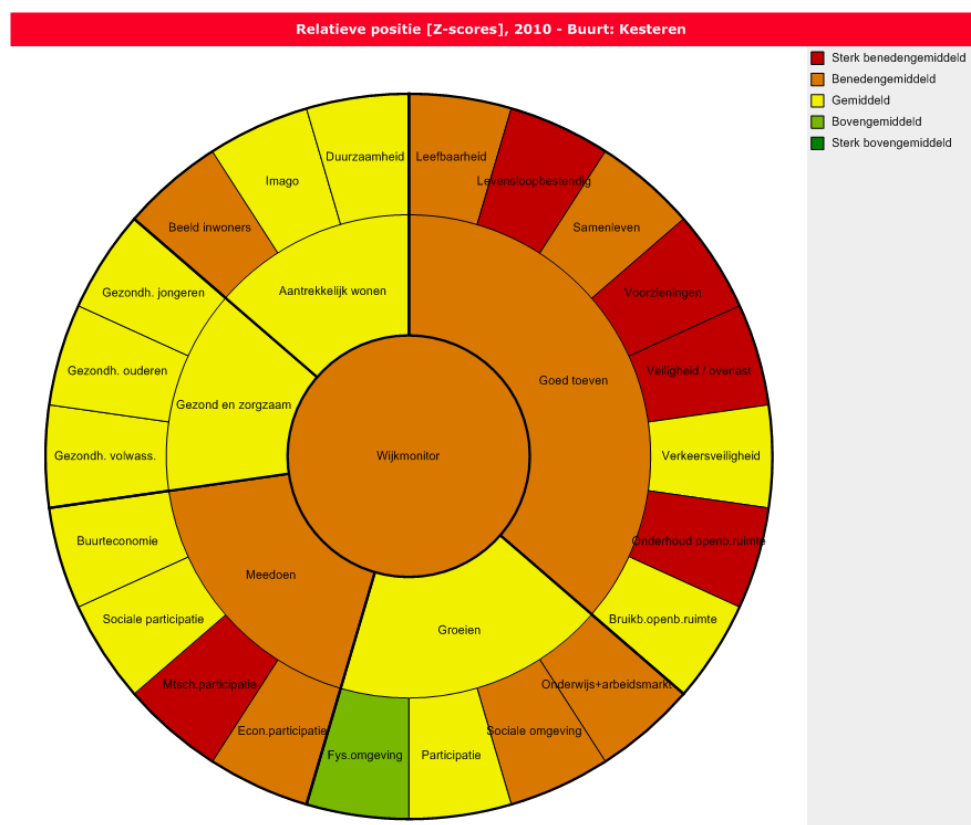 Relatieve positie [Z-scores], 2010 - Buurt: Kesteren
Sterk benedengemiddeld
Benedengemiddeld
Gemiddeld
Bovengemiddeld
Sterk bovengemiddeld
Duurzaamheid
Leefbaarheid
Imago
Levensloopbestendig
Beeld inwoners
Samenleven
Gezondh. jongeren
Aantrekkelijk wonen
Voorzieningen
Gezondh. ouderen
Goed toeven
Veiligheid / overlast
Gezond en zorgzaam
Gezondh. volwass.
Wijkmonitor
Verkeersveiligheid
Buurteconomie
Onderhoud openb.ruimte
Meedoen
Sociale participatie
Groeien
Bruikb.openb.ruimte
Mtsch.participatie
Onderwijs+arbeidsmarkt
Econ.participatie
Sociale omgeving
Fys.omgeving
Participatie